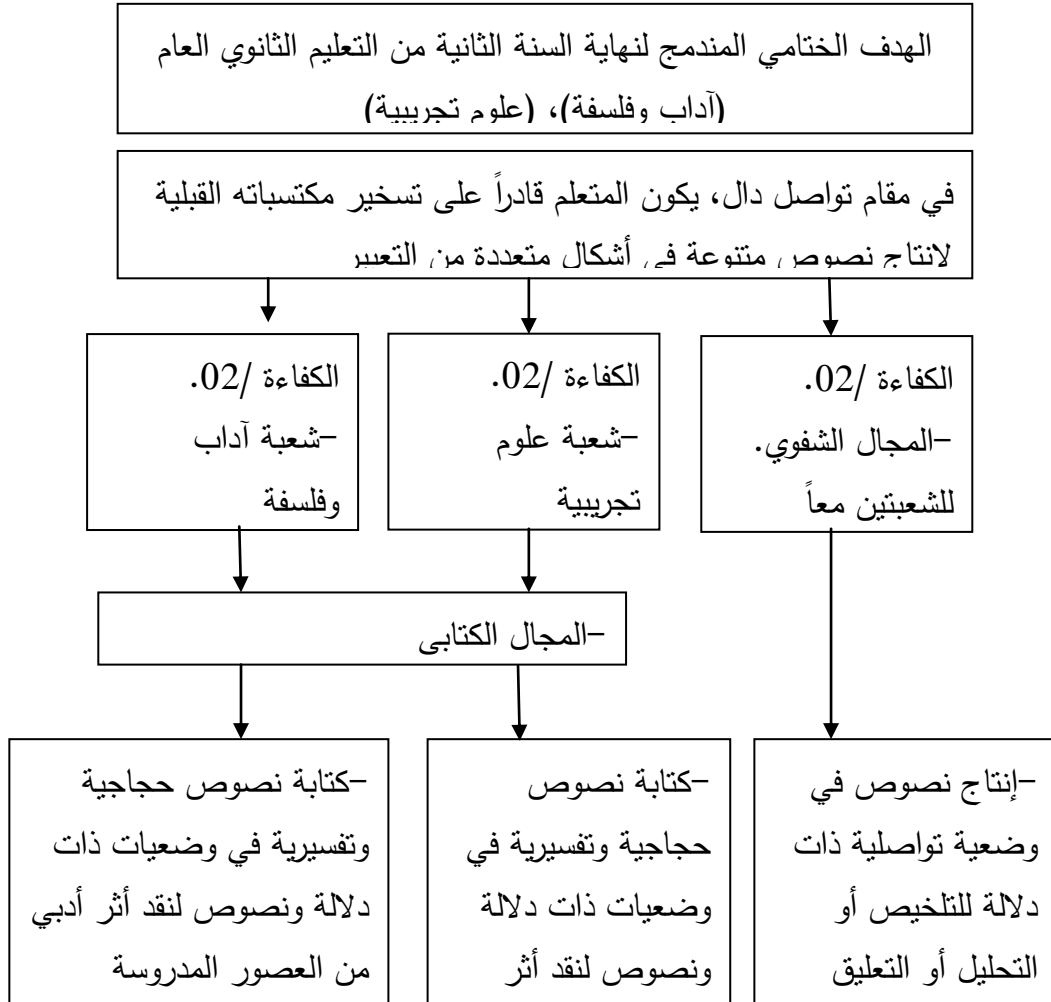 الهدف الختامي المندمج لنهاية السنة الثانية من التعليم الثانوي العام
(آداب وفلسفة)، (علوم تجريبية)
في مقام تواصل دال، يكون المتعلم قادراً على تسخير مكتسباته القبلية
لإنتاج نصوص متنوعة في أشكال متعددة من التعبير
الكفاءة /02.
–المجال الشفوي.
للشعبتين معاً
الكفاءة /02.
–شعبة علوم
تجريبية
الكفاءة /02.
–شعبة آداب
وفلسفة
–المجال الكتابي
–إنتاج نصوص في
وضعية تواصلية ذات
دلالة للتلخيص أو
التحليل أو التعليق
–كتابة نصوص
حجاجية وتفسيرية في
وضعيات ذات دلالة
ونصوص لنقد أثر
–كتابة نصوص حجاجية
وتفسيرية في وضعيات ذات
دلالة ونصوص لنقد أثر أدبي
من العصور المدروسة